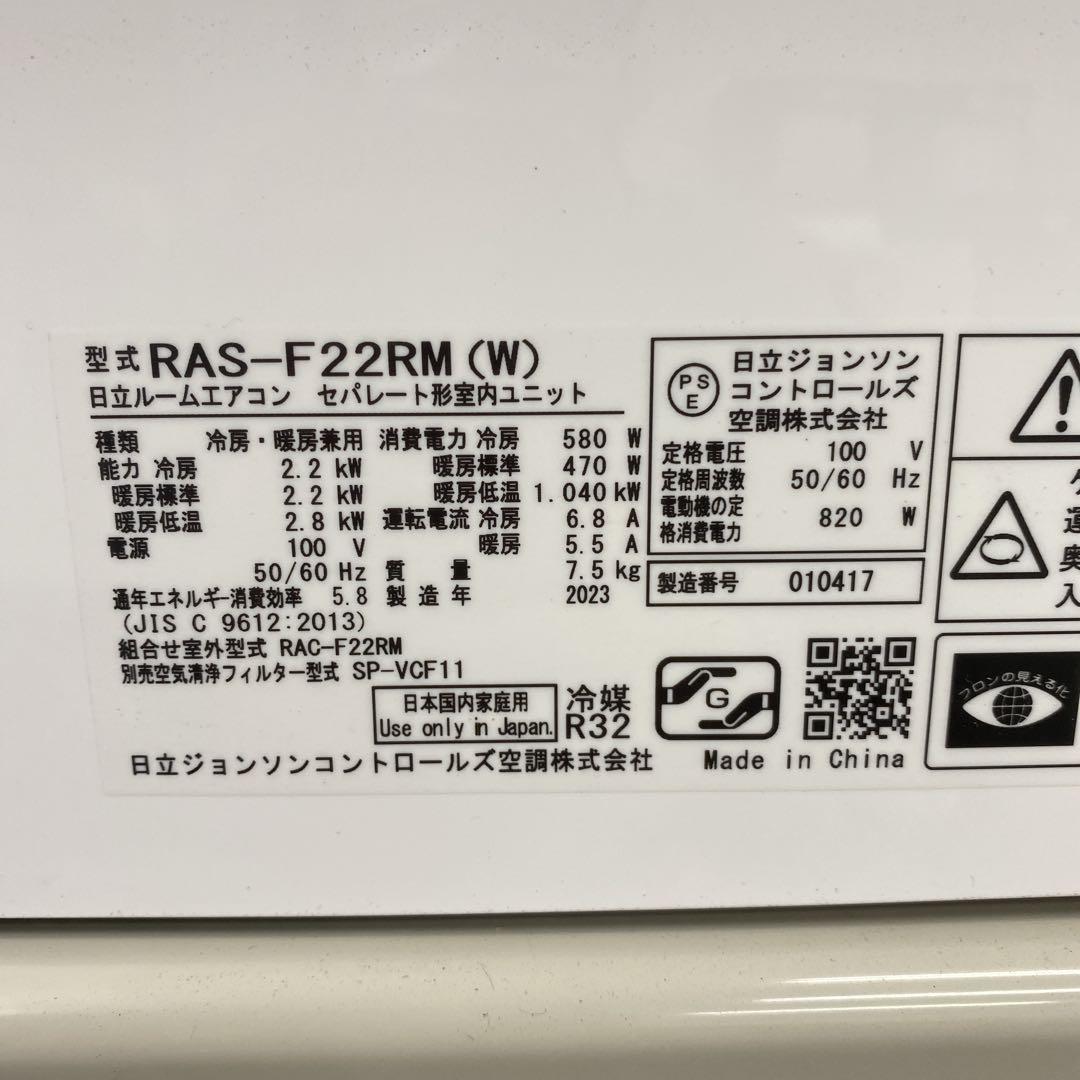 型式 RAS-F22RM(W)
日立ルームエアコン セパレート形室内ユニット
種類 冷房・暖房兼用
能力 冷房 2.2 kW
暖房標準 2.2 kW
暖房低温 2.8 kW
電源 100 V
50/60 Hz
通年エネルギー消費効率 5.8
(JIS C 9612:2013)
消費電力 冷房 580 W
暖房標準 470 W
暖房低温 1.040 kW
運転電流 冷房 6.8 A
暖房 5.5 A
質量 7.5 kg
製造年 2023
組合せ室外型式 RAC-F22RM
別売空気清浄フィルター型式 SP-VCF11
日本国内家庭用
Use only in Japan.
冷媒
R32
日立ジョンソンコントロールズ空調株式会社
PS
E
日立ジョンソン
コントロールズ
空調株式会社
定格電圧 100 V
定格周波数 50/60 Hz
電動機の定
格消費電力 820 W
製造番号 010417
G
Made in China
運
奥
入
フロンの見える化